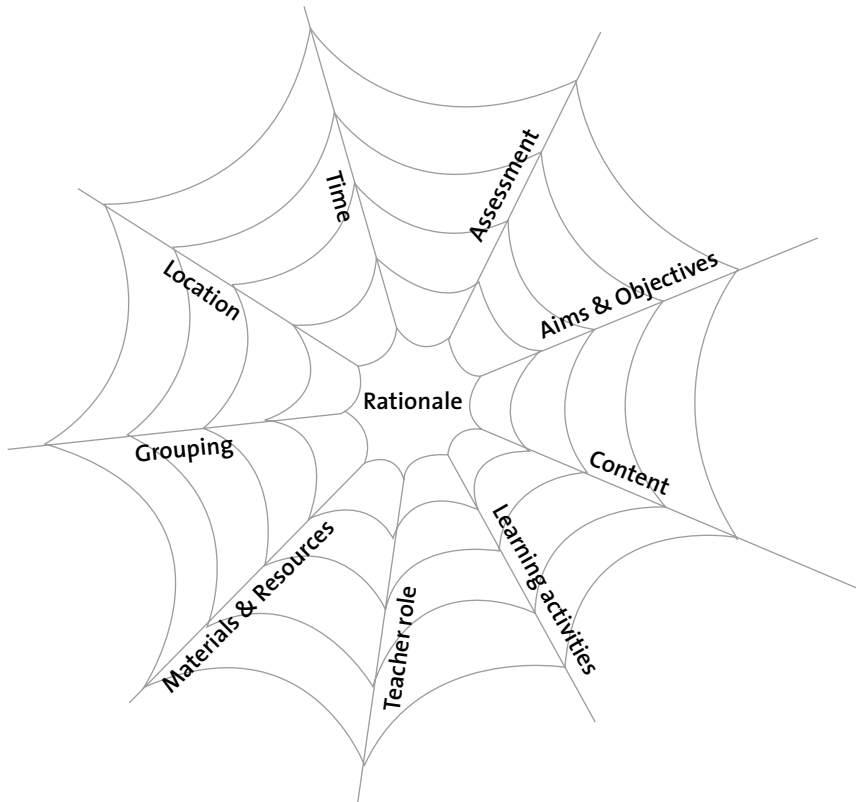 Time
Assessment
Location
Aims & Objectives
Rationale
Grouping
Content
Materials & Resources
Teacher role
Learning activities